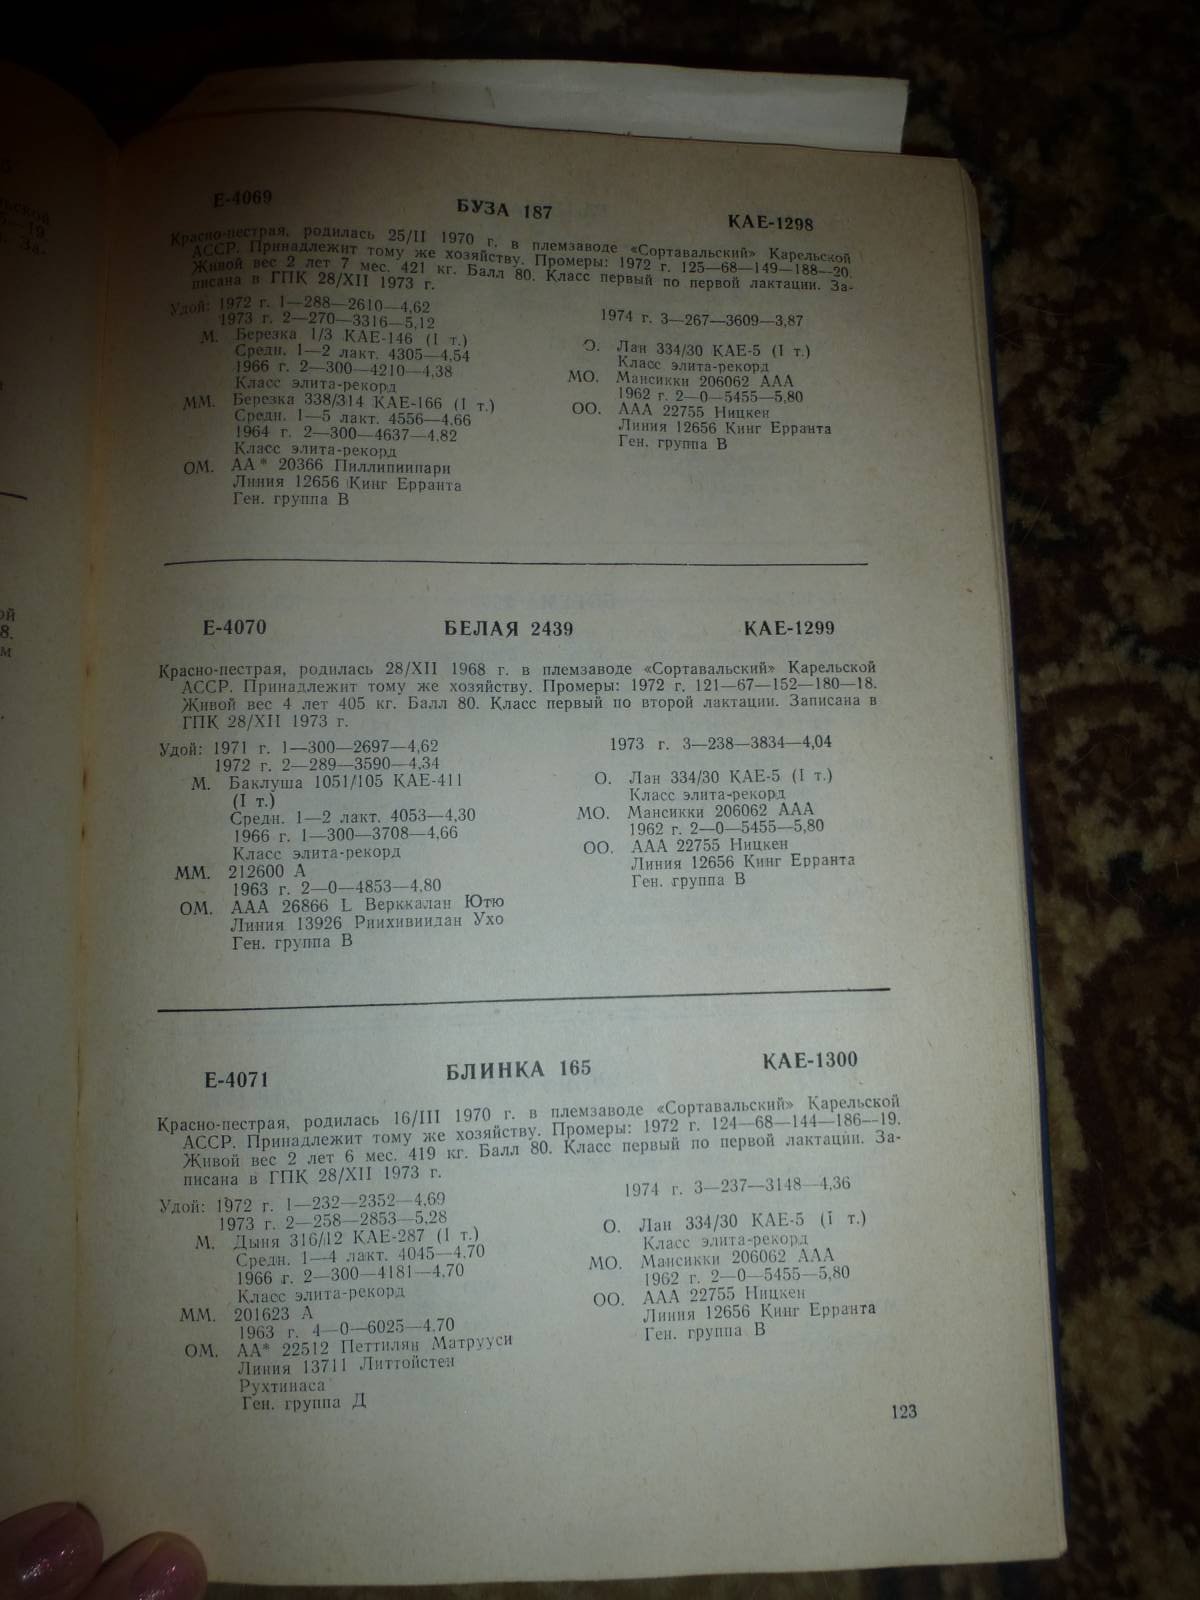 Е-4069 БУЗА 187 КАЕ-1298
Красно-пестрая, родилась 25/II 1970 г. в племзаводе «Сортавальский» Карельской
АССР. Принадлежит тому же хозяйству. Промеры: 1972 г. 125—68—149—188—20.
Живой вес 2 лет 7 мес. 421 кг. Балл 80. Класс первый по первой лактации. За-
писана в ГПК 28/XII 1973 г.
Удой: 1972 г. 1—288—2610—4,62
1973 г. 2—270—3316—5,12
М. Березка 1/3 КАЕ-146 (I т.)
Средн. 1—2 лакт. 4305—4,54
1966 г. 2—300—4210—4,38
Класс элита-рекорд
ММ. Березка 338/314 КАЕ-166 (I т.)
Средн. 1—5 лакт. 4556—4,66
1964 г. 2—300—4637—4.82
Класс элита-рекорд
ОМ. АА* 20366 Пиллипиинпари
Линия 12656 Кинг Ерранта
Ген. группа В
1974 г. 3—267—3609—3,87
О. Лан 334/30 КАЕ-5 (I т.)
Класс элита-рекорд
МО. Мансикки 206062 ААА
1962 г. 2—0—5455—5,80
ОО. ААА 22755 Ницкен
Линия 12656 Кинг Ерранта
Ген. группа В
Е-4070 БЕЛАЯ 2439 КАЕ-1299
Красно-пестрая, родилась 28/XII 1968 г. в племзаводе «Сортавальский» Карельской
АССР. Принадлежит тому же хозяйству. Промеры: 1972 г. 121—67—152—180—18.
Живой вес 4 лет 405 кг. Балл 80. Класс первый по второй лактации. Записана в
ГПК 28/XII 1973 г.
Удой: 1971 г. 1—300—2697—4,62
1972 г. 2—289—3590—4.34
М. Баклуша 1051/105 КАЕ-411
(I т.)
Средн. 1—2 лакт. 4053—4,30
1966 г. 1—300—3708—4,66
Класс элита-рекорд
ММ. 212600 А
1963 г. 2—0—4853—4,80
ОМ. ААА 26866 L Верккалан Ютю
Линия 13926 Риихивиидан Ухо
Ген. группа В
1973 г. 3—238—3834—4,04
О. Лан 334/30 КАЕ-5 (I т.)
Класс элита-рекорд
МО. Мансикки 206062 ААА
1962 г. 2—0—5455—5,80
ОО. ААА 22755 Ницкен
Линия 12656 Кинг Ерранта
Ген. группа В
Е-4071 БЛИНКА 165 КАЕ-1300
Красно-пестрая, родилась 16/III 1970 г. в племзаводе «Сортавальский» Карельской
АССР. Принадлежит тому же хозяйству. Промеры: 1972 г. 124—68—144—186—19.
Живой вес 2 лет 6 мес. 419 кг. Балл 80. Класс первый по первой лактации. За-
писана в ГПК 28/XII 1973 г.
Удой: 1972 г. 1—232—2352—4,69
1973 г. 2—258—2853—5,28
М. Дыня 316/12 КАЕ-287 (I т.)
Средн. 1—4 лакт. 4045—4,70
1966 г. 2—300—4181—4,70
Класс элита-рекорд
ММ. 201623 А
1963 г. 4—0—6025—4,70
ОМ. АА* 22512 Петтилян Матрууси
Линия 13711 Литтойстен
Рухтинаса
Ген. группа Д
1974 г. 3—237—3148—4,36
О. Лан 334/30 КАЕ-5 (I т.)
Класс элита-рекорд
МО. Мансикки 206062 ААА
1962 г. 2—0—5455—5,80
ОО. ААА 22755 Ницкен
Линия 12656 Кинг Ерранта
Ген. группа В
123